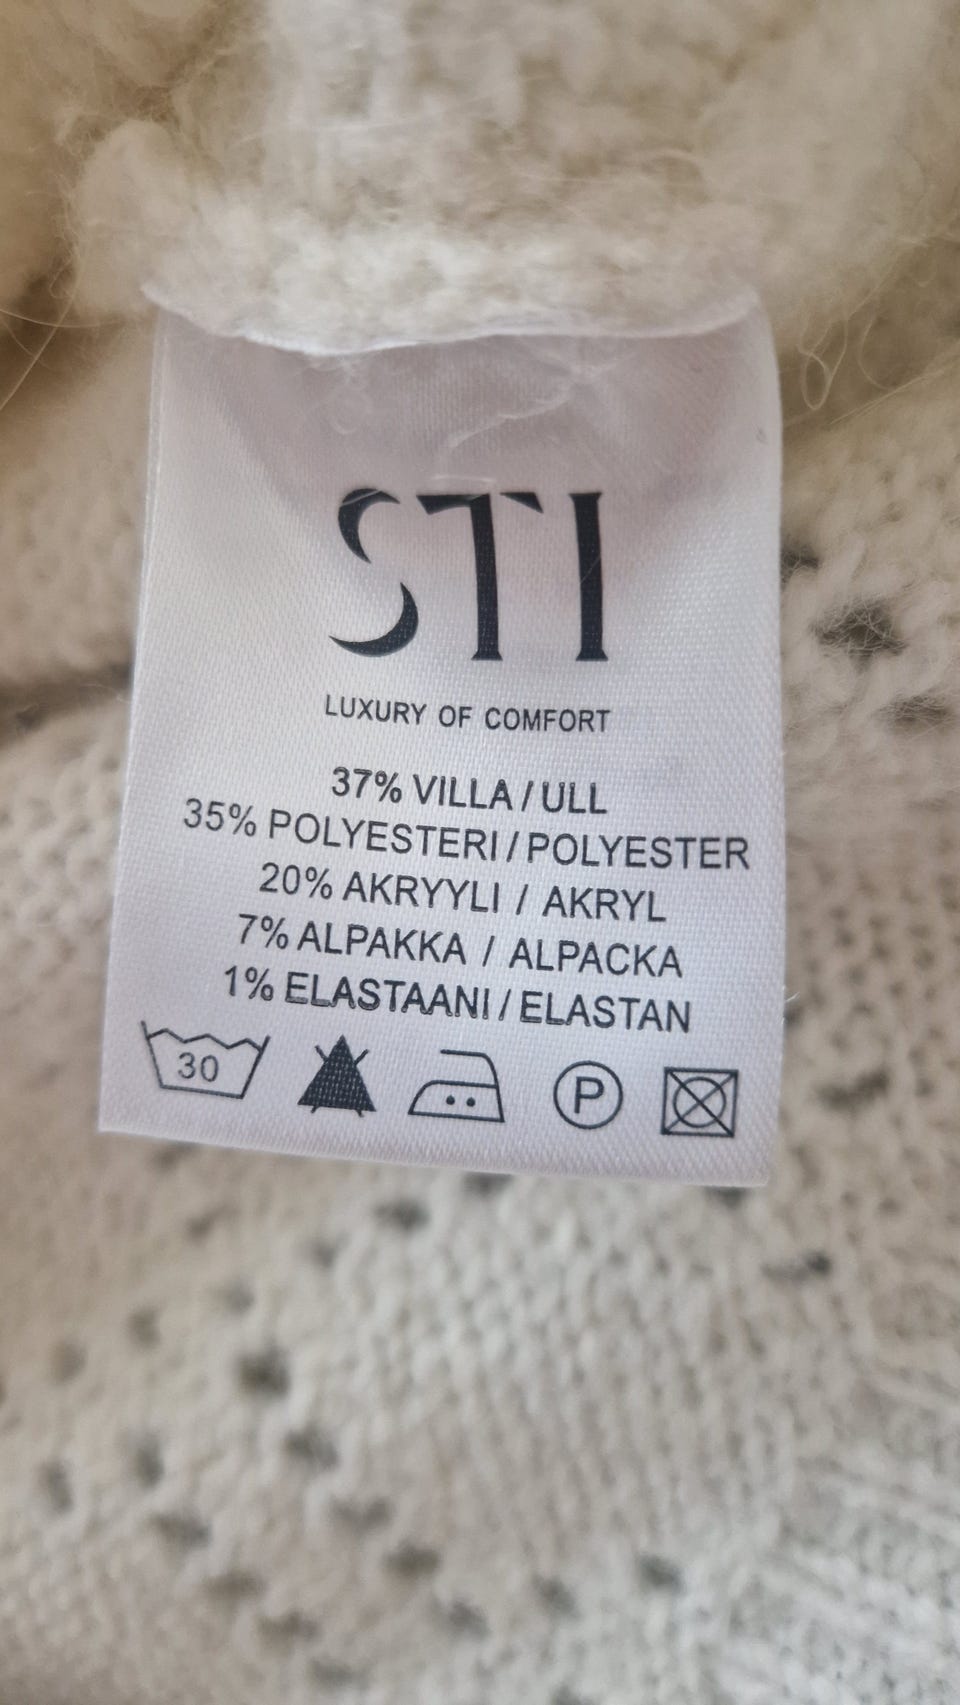 STI
LUXURY OF COMFORT
37% VILLA / ULL
35% POLYESTERI / POLYESTER
20% AKRYYLI / AKRYL
7% ALPAKKA / ALPACKA
1% ELASTAANI / ELASTAN
30 P